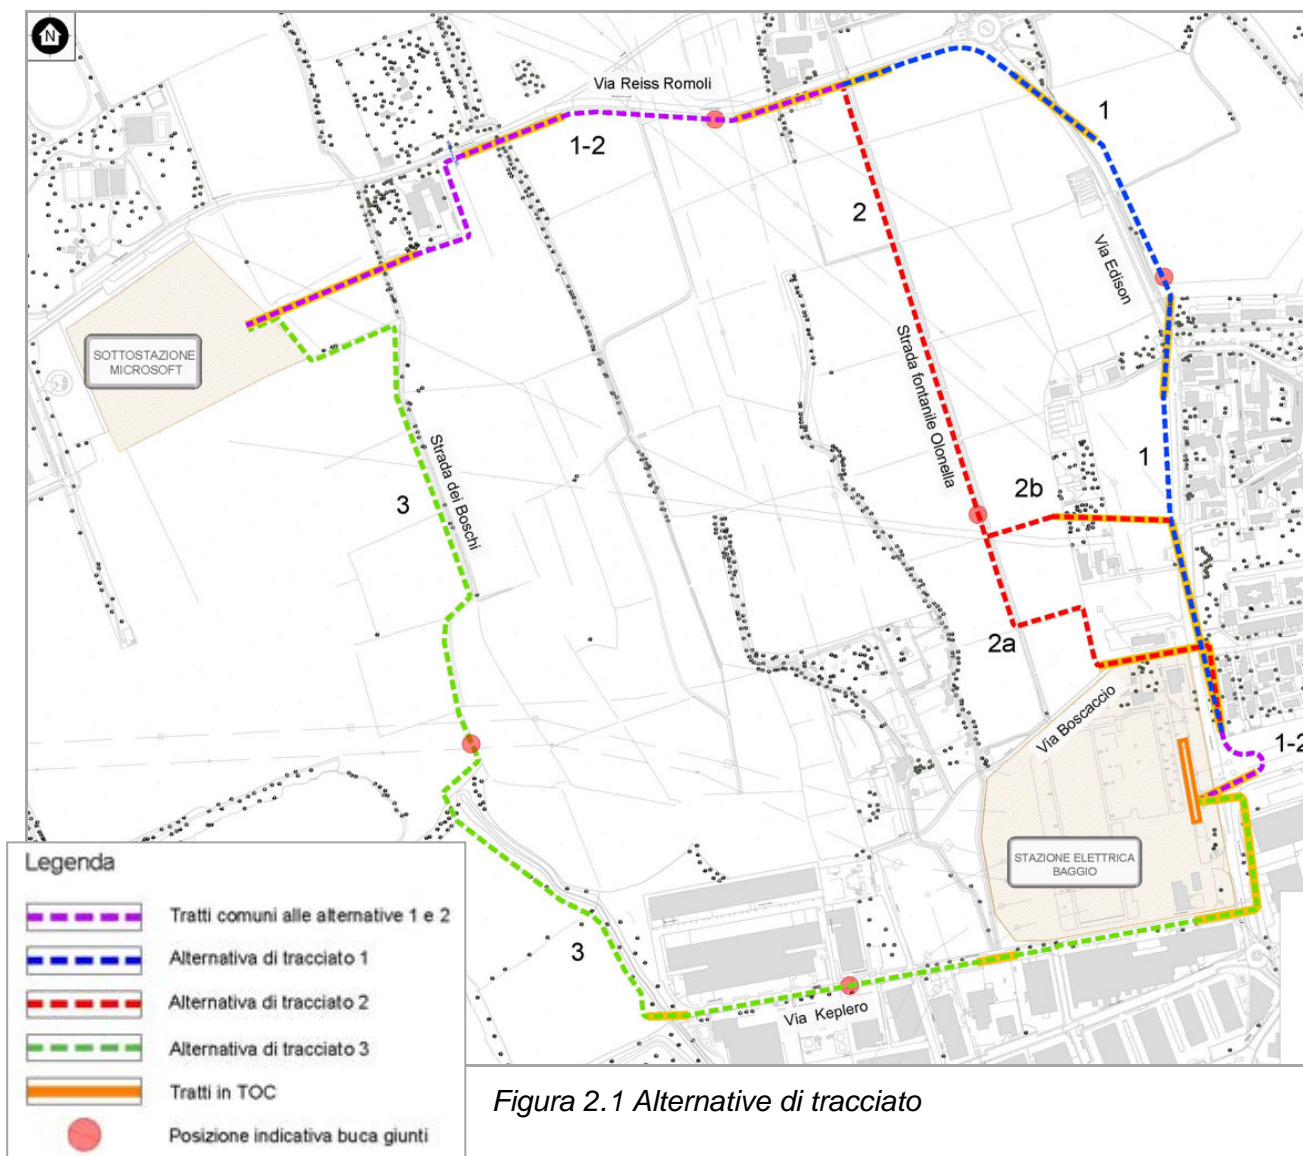 N
Via Reiss Romoli
1
1-2
2
Via Edison
SOTTOSTAZIONE
MICROSOFT
Strada fontanile Olonella
Strada dei Boschi
3
1
2b
2a
Via Boscaccio
1-2
STAZIONE ELETTRICA
BAGGIO
3
Via Keplero
Legenda
Tratti comuni alle alternative 1 e 2
Alternativa di tracciato 1
Alternativa di tracciato 2
Alternativa di tracciato 3
Tratti in TOC
Posizione indicativa buca giunti
Figura 2.1 Alternative di tracciato